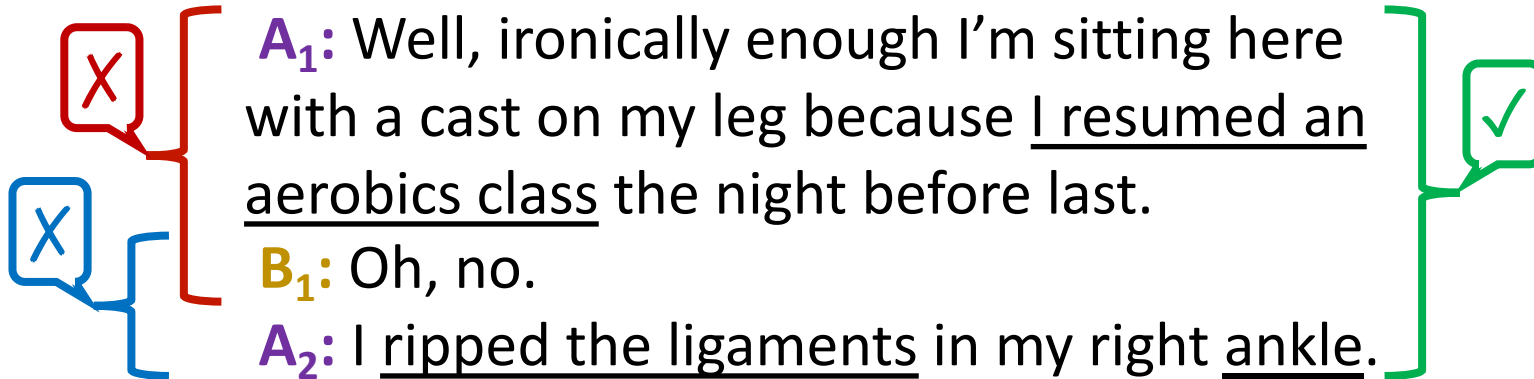 A1: Well, ironically enough I’m sitting here
with a cast on my leg because I resumed an
aerobics class the night before last.
B1: Oh, no.
A2: I ripped the ligaments in my right ankle.